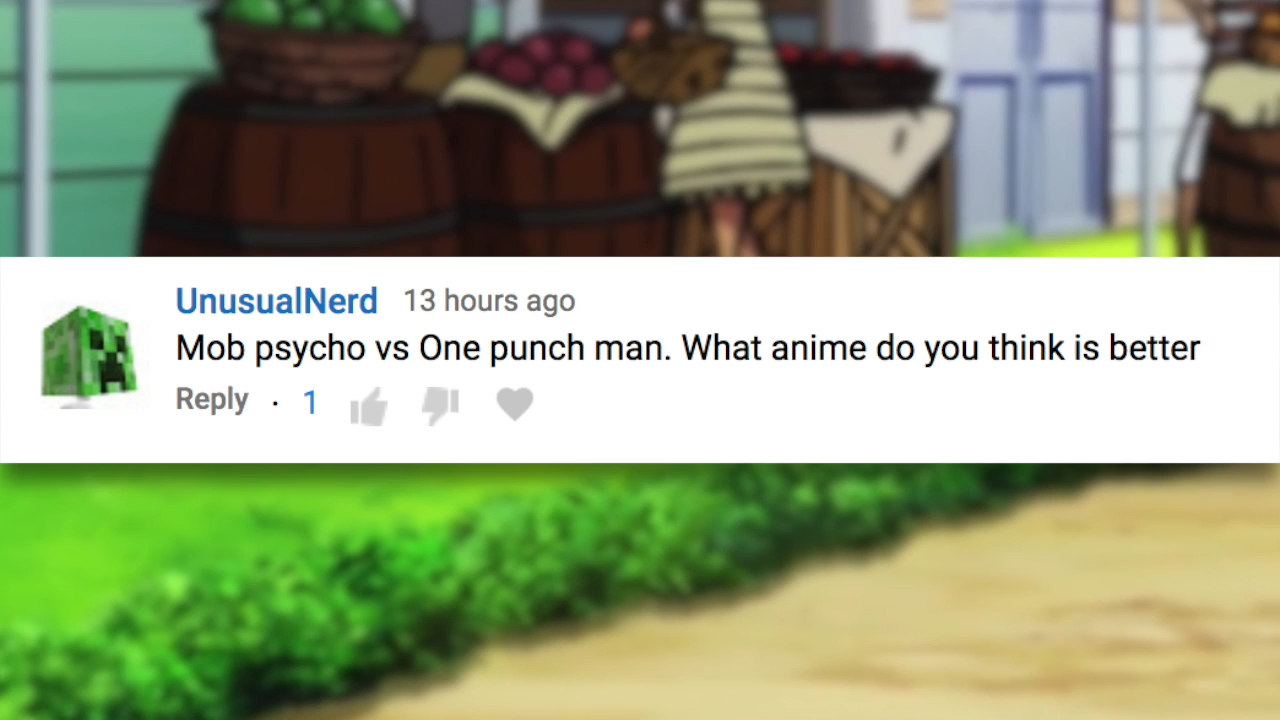 UnusualNerd 13 hours ago
Mob psycho vs One punch man. What anime do you think is better
Reply · 1